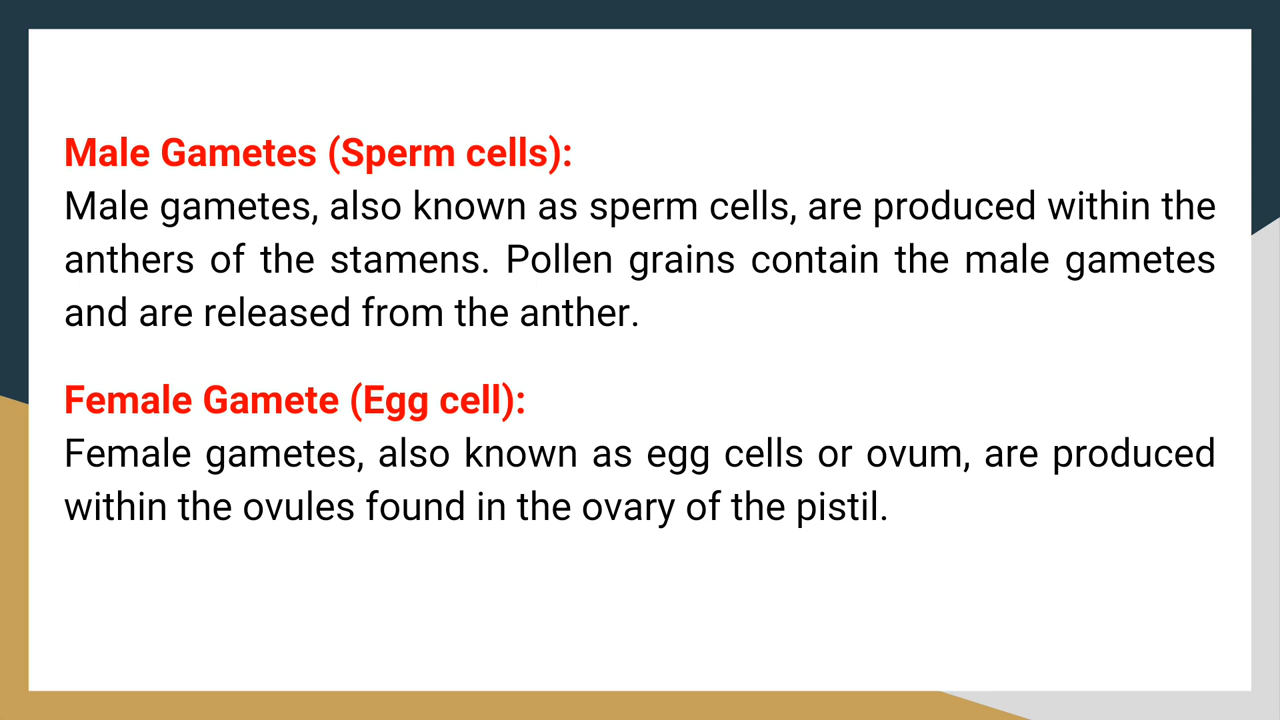 Male Gametes (Sperm cells):
Male gametes, also known as sperm cells, are produced within the
anthers of the stamens. Pollen grains contain the male gametes
and are released from the anther.
Female Gamete (Egg cell):
Female gametes, also known as egg cells or ovum, are produced
within the ovules found in the ovary of the pistil.